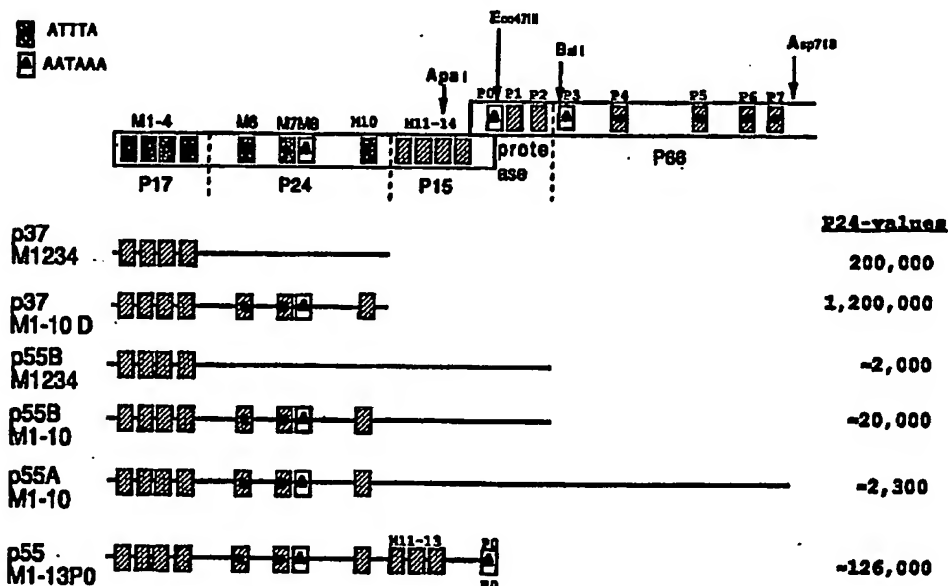 ATTTA
AATAAA
Eco47III
Bal I
Asp718
Apa I
P0 P1 P2 P3 P4 P5 P6 P7
M1-4 M6 M7M8 M10 M11-14
prote
ase
P17 P24 P15 P66
P24-values
p37
M1234 200,000
p37
M1-10 D 1,200,000
p55B
M1234 ≈2,000
p55B
M1-10 ≈20,000
p55A
M1-10 ≈2,300
M11-13 P0
p55
M1-13P0 ≈126,000